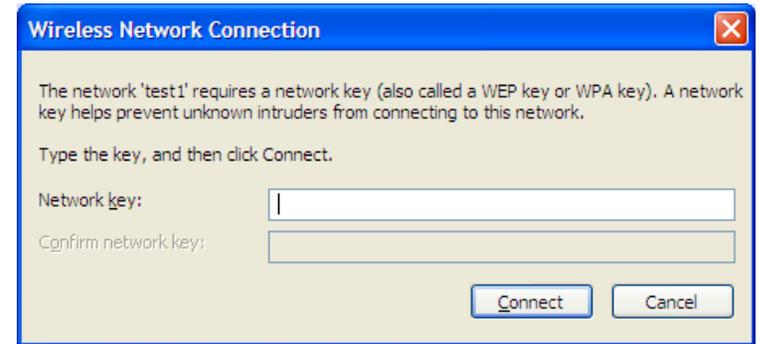 Wireless Network Connection
The network 'test1' requires a network key (also called a WEP key or WPA key). A network
key helps prevent unknown intruders from connecting to this network.
Type the key, and then click Connect.
Network key:
Confirm network key:
Connect Cancel